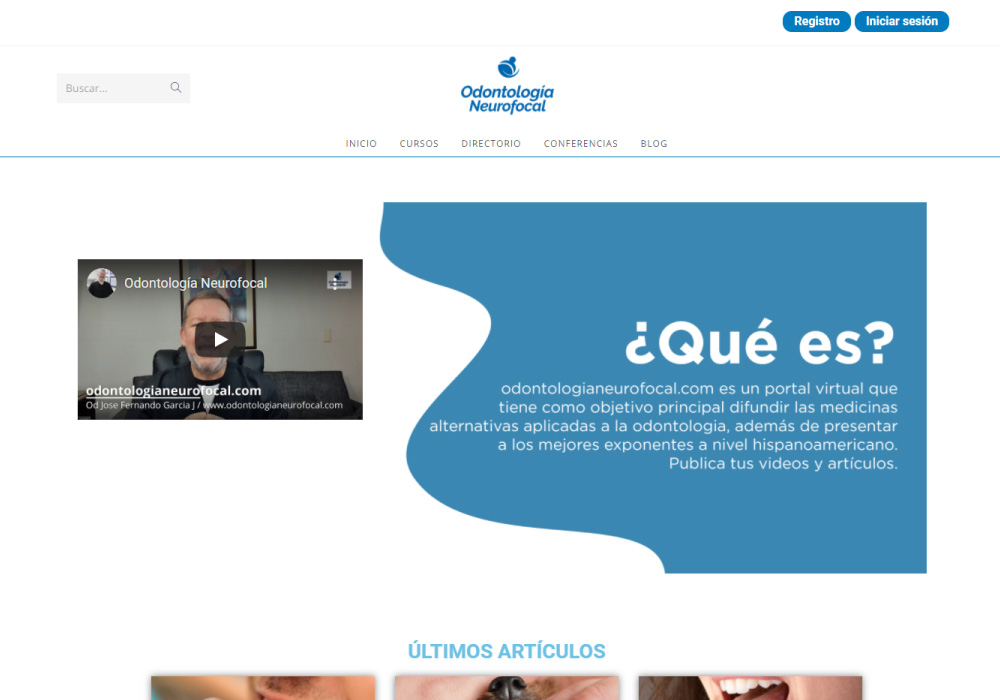 Registro
Iniciar sesión
Buscar...
Odontología
Neurofocal
INICIO
CURSOS
DIRECTORIO
CONFERENCIAS
BLOG
Odontología Neurofocal
odontologianeurofocal.com
Od Jose Fernando Garcia J / www.odontologianeurofocal.com
¿Qué es?
odontologianeurofocal.com es un portal virtual que
tiene como objetivo principal difundir las medicinas
alternativas aplicadas a la odontologia, además de presentar
a los mejores exponentes a nivel hispanoamericano.
Publica tus videos y artículos.
ÚLTIMOS ARTÍCULOS